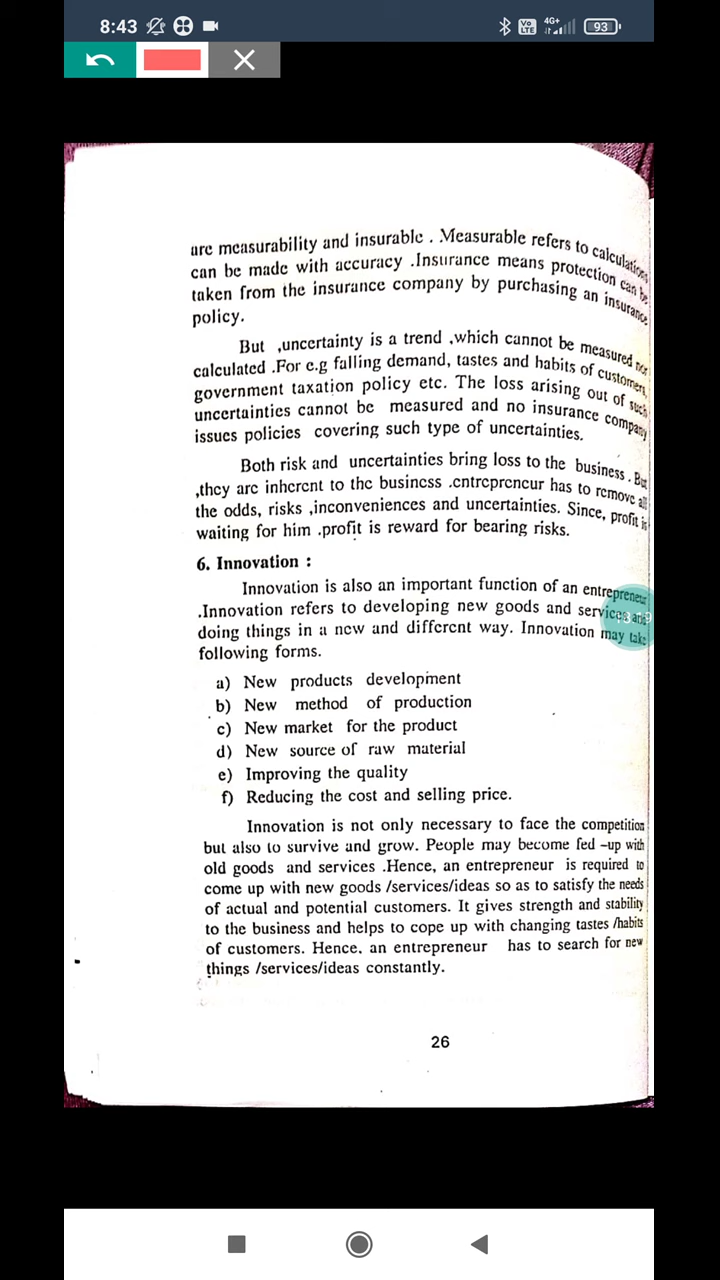 8:43
4G+
Vo
LTE
93
are measurability and insurable . Measurable refers to calculations
can be made with accuracy .Insurance means protection can be
taken from the insurance company by purchasing an insurance
policy.
But ,uncertainty is a trend ,which cannot be measured nor
calculated .For e.g falling demand, tastes and habits of customers,
government taxation policy etc. The loss arising out of such
uncertainties cannot be measured and no insurance company
issues policies covering such type of uncertainties.
Both risk and uncertainties bring loss to the business . But
,they are inherent to the business .entrepreneur has to remove all
the odds, risks ,inconveniences and uncertainties. Since, profit is
waiting for him .profit is reward for bearing risks.
6. Innovation :
Innovation is also an important function of an entrepreneur
.Innovation refers to developing new goods and services and
doing things in a new and different way. Innovation may take
following forms.
a) New products development
b) New method of production
c) New market for the product
d) New source of raw material
e) Improving the quality
f) Reducing the cost and selling price.
Innovation is not only necessary to face the competition
but also to survive and grow. People may become fed -up with
old goods and services .Hence, an entrepreneur is required to
come up with new goods /services/ideas so as to satisfy the needs
of actual and potential customers. It gives strength and stability
to the business and helps to cope up with changing tastes /habits
of customers. Hence, an entrepreneur has to search for new
things /services/ideas constantly.
26